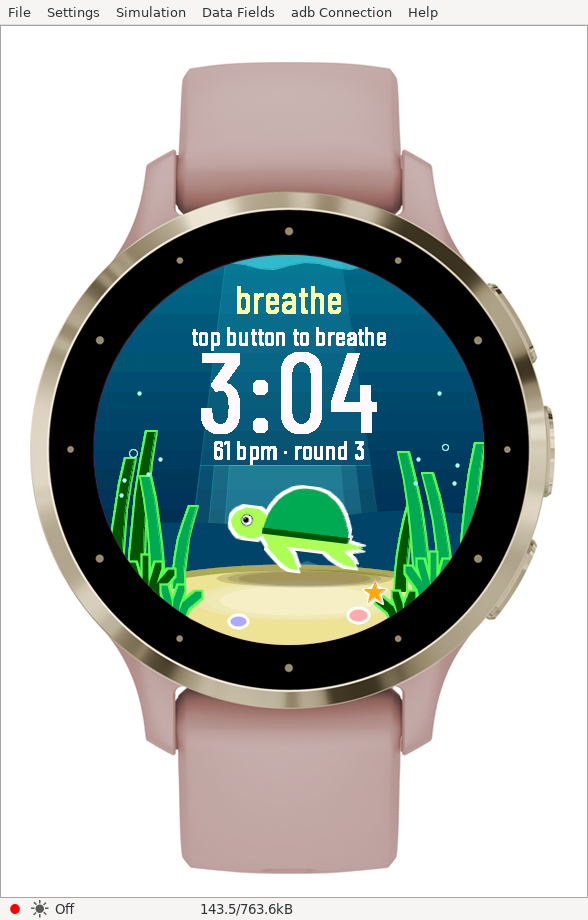 File Settings Simulation Data Fields adb Connection Help
breathe
top button to breathe
3:04
61 bpm · round 3
Off 143.5/763.6kB